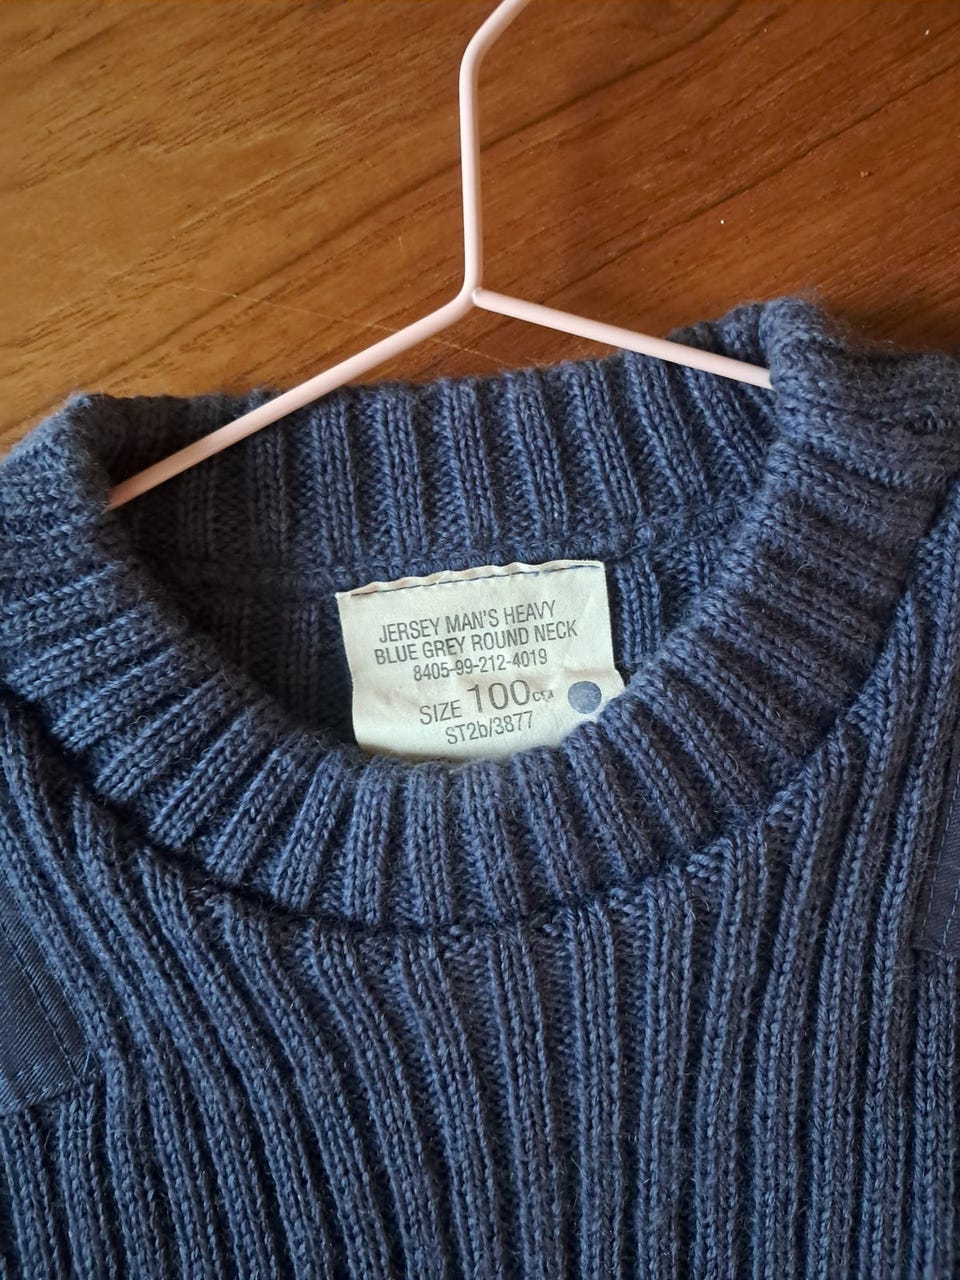 JERSEY MAN'S HEAVY
BLUE GREY ROUND NECK
8405-99-212-4019
SIZE 100cm
ST2b/3877